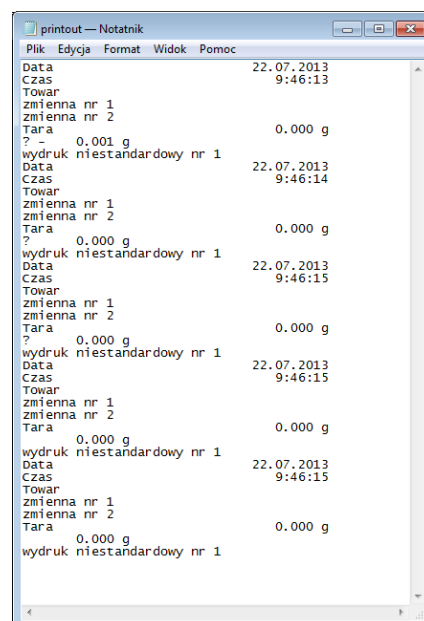 printout — Notatnik
Plik Edycja Format Widok Pomoc
Data 22.07.2013
Czas 9:46:13
Towar
zmienna nr 1
zmienna nr 2
Tara 0.000 g
? - 0.001 g
wydruk niestandardowy nr 1
Data 22.07.2013
Czas 9:46:14
Towar
zmienna nr 1
zmienna nr 2
Tara 0.000 g
? 0.000 g
wydruk niestandardowy nr 1
Data 22.07.2013
Czas 9:46:15
Towar
zmienna nr 1
zmienna nr 2
Tara 0.000 g
? 0.000 g
wydruk niestandardowy nr 1
Data 22.07.2013
Czas 9:46:15
Towar
zmienna nr 1
zmienna nr 2
Tara 0.000 g
0.000 g
wydruk niestandardowy nr 1
Data 22.07.2013
Czas 9:46:15
Towar
zmienna nr 1
zmienna nr 2
Tara 0.000 g
0.000 g
wydruk niestandardowy nr 1